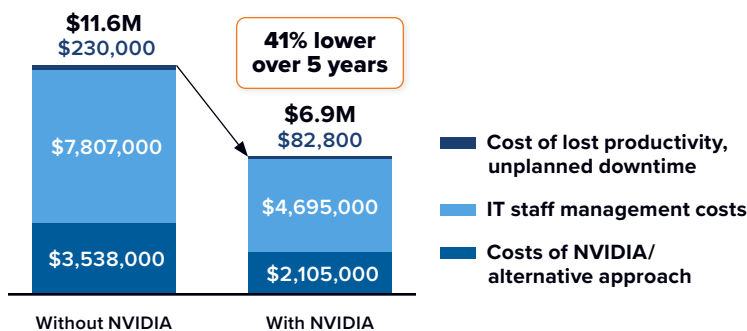 $11.6M
$230,000
$7,807,000
$3,538,000
Without NVIDIA
41% lower
over 5 years
$6.9M
$82,800
$4,695,000
$2,105,000
With NVIDIA
Cost of lost productivity,
unplanned downtime
IT staff management costs
Costs of NVIDIA/
alternative approach